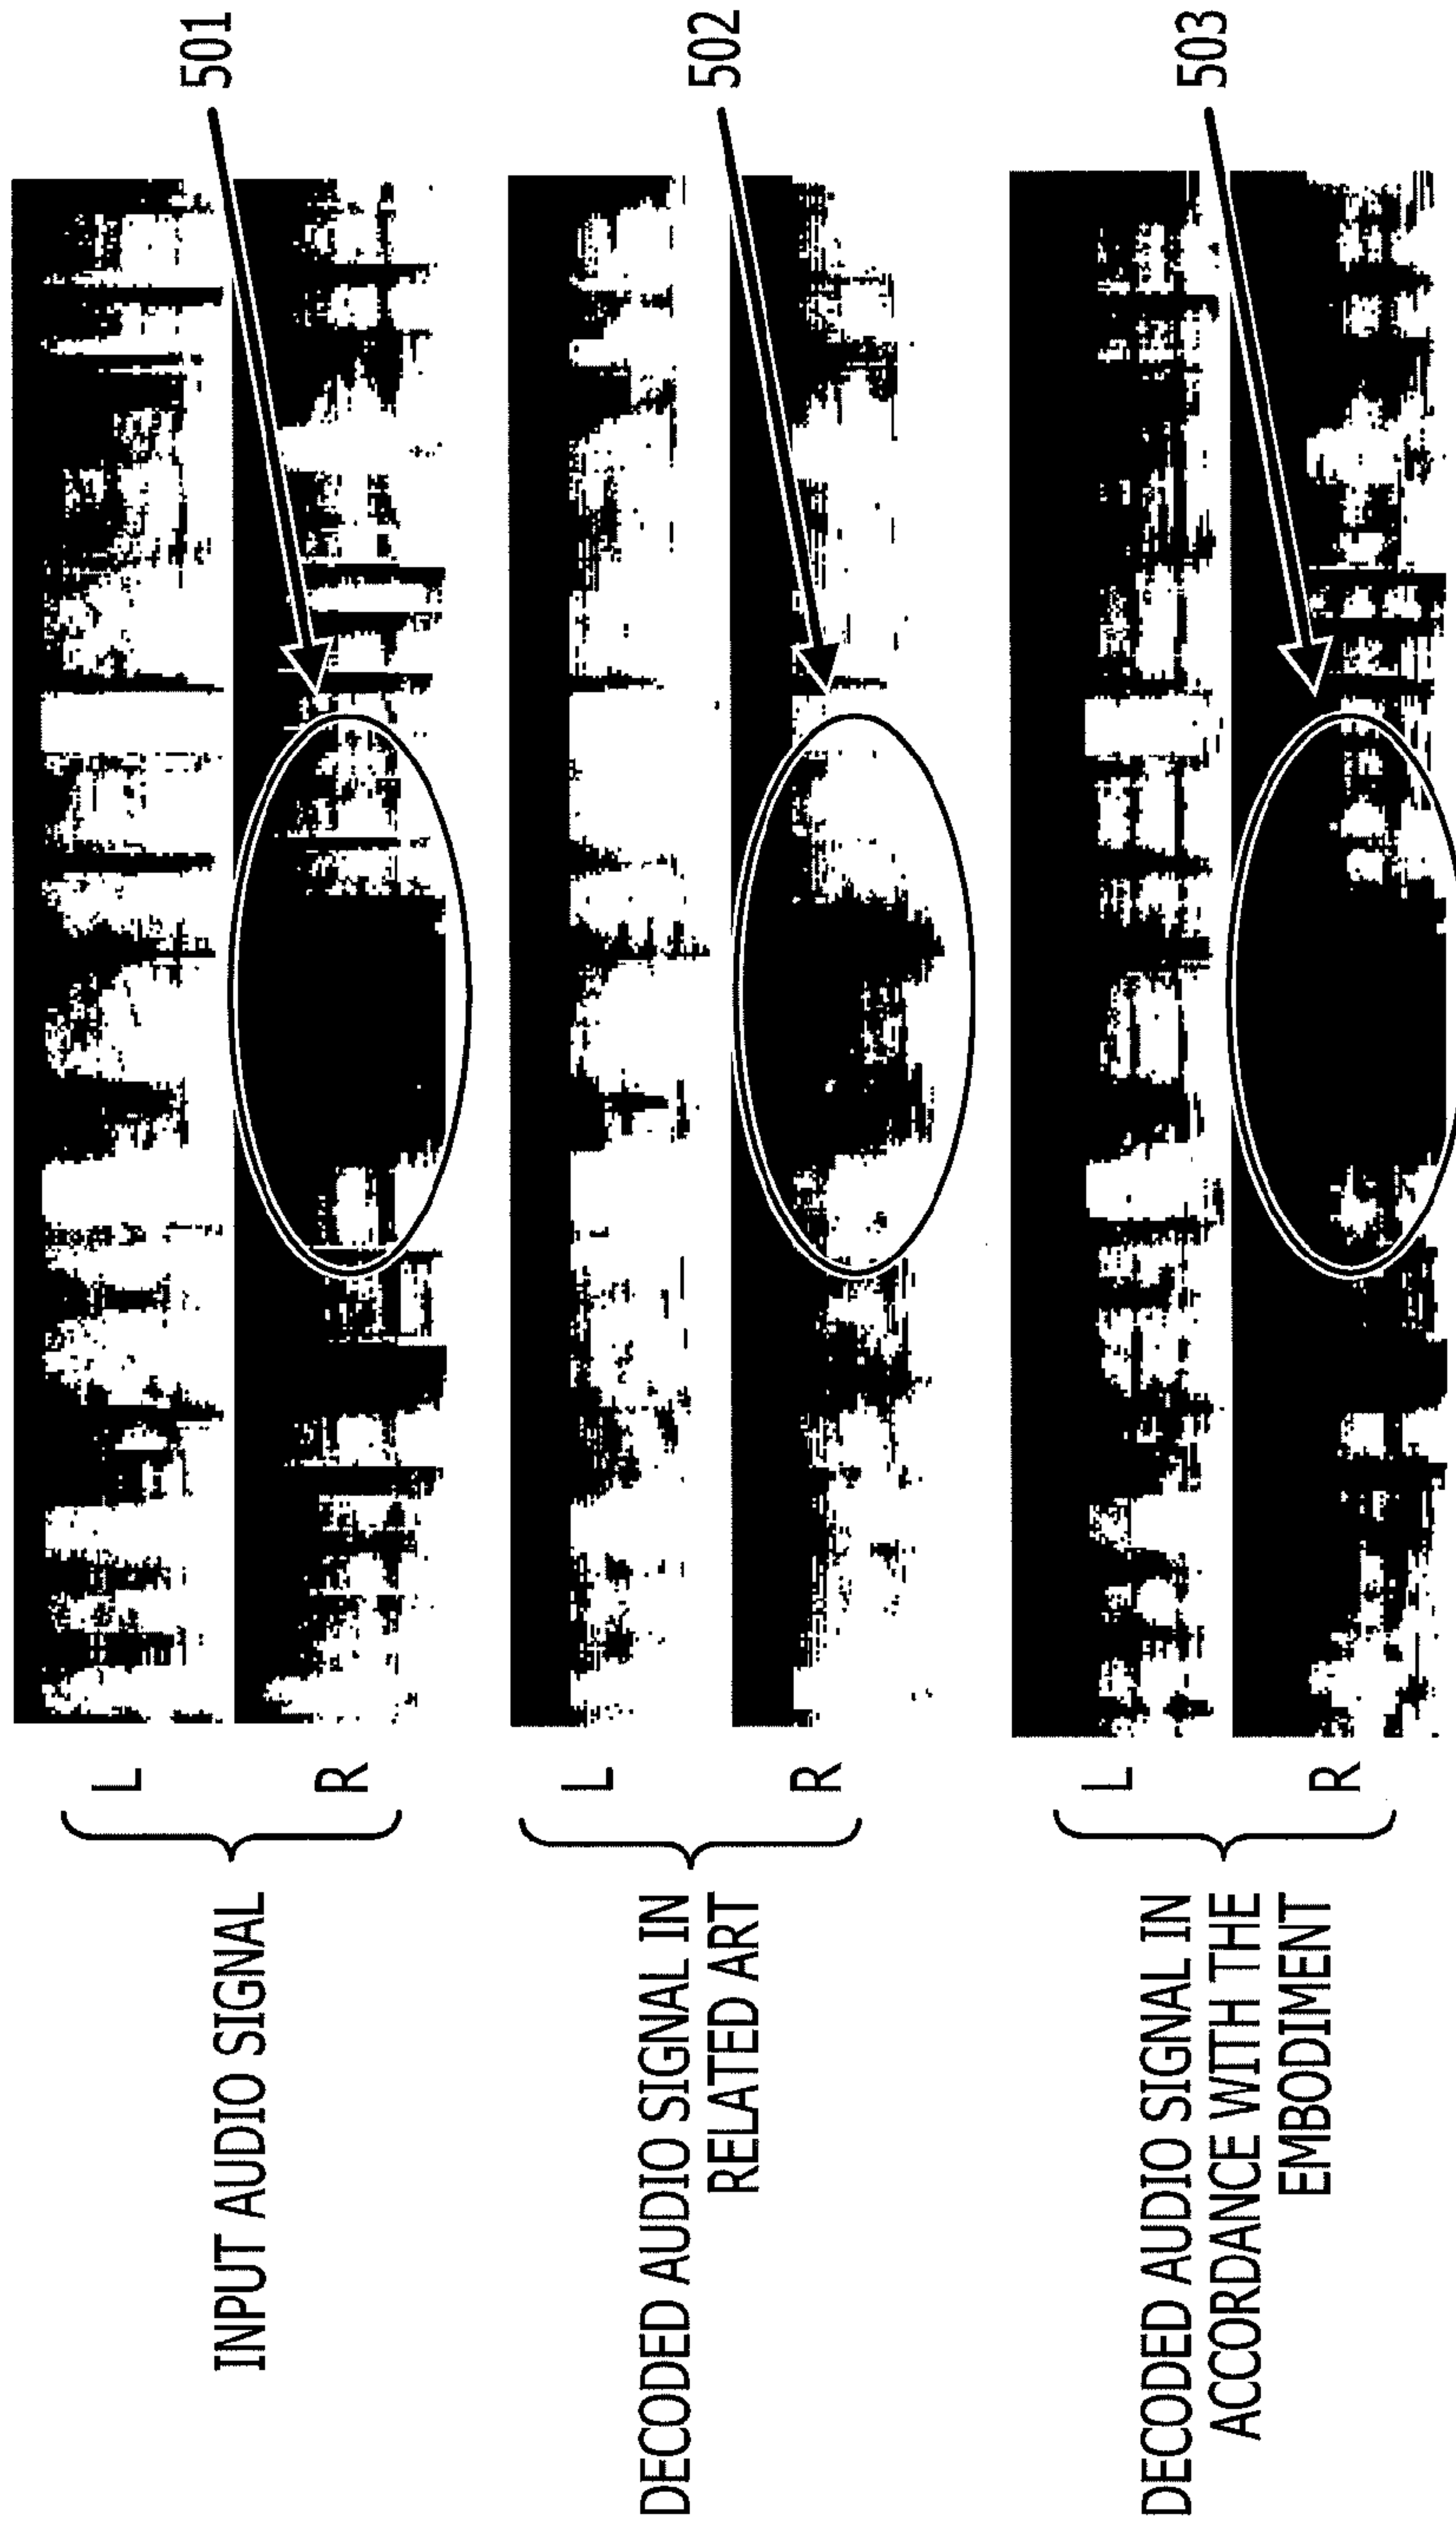 INPUT AUDIO SIGNAL
L
R
501
DECODED AUDIO SIGNAL IN
RELATED ART
L
R
502
DECODED AUDIO SIGNAL IN
ACCORDANCE WITH THE
EMBODIMENT
L
R
503